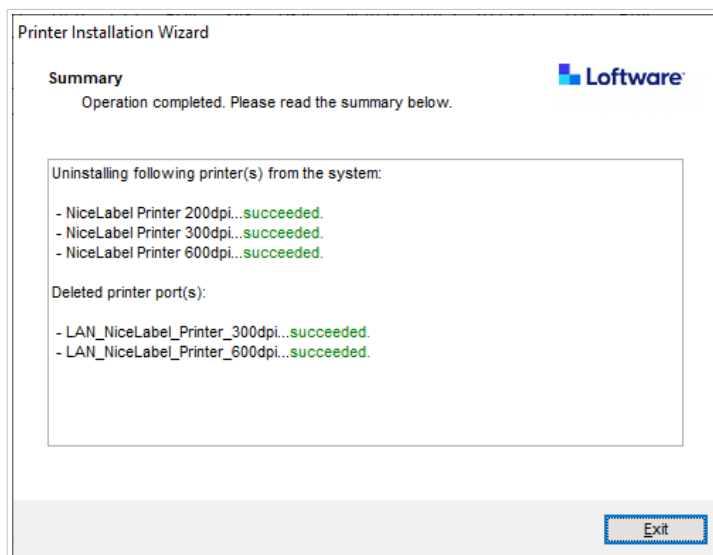 Printer Installation Wizard
Summary
Loftware
Operation completed. Please read the summary below.
Uninstalling following printer(s) from the system:
- NiceLabel Printer 200dpi...succeeded.
- NiceLabel Printer 300dpi...succeeded.
- NiceLabel Printer 600dpi...succeeded.
Deleted printer port(s):
- LAN_NiceLabel_Printer_300dpi...succeeded.
- LAN_NiceLabel_Printer_600dpi...succeeded.
Exit